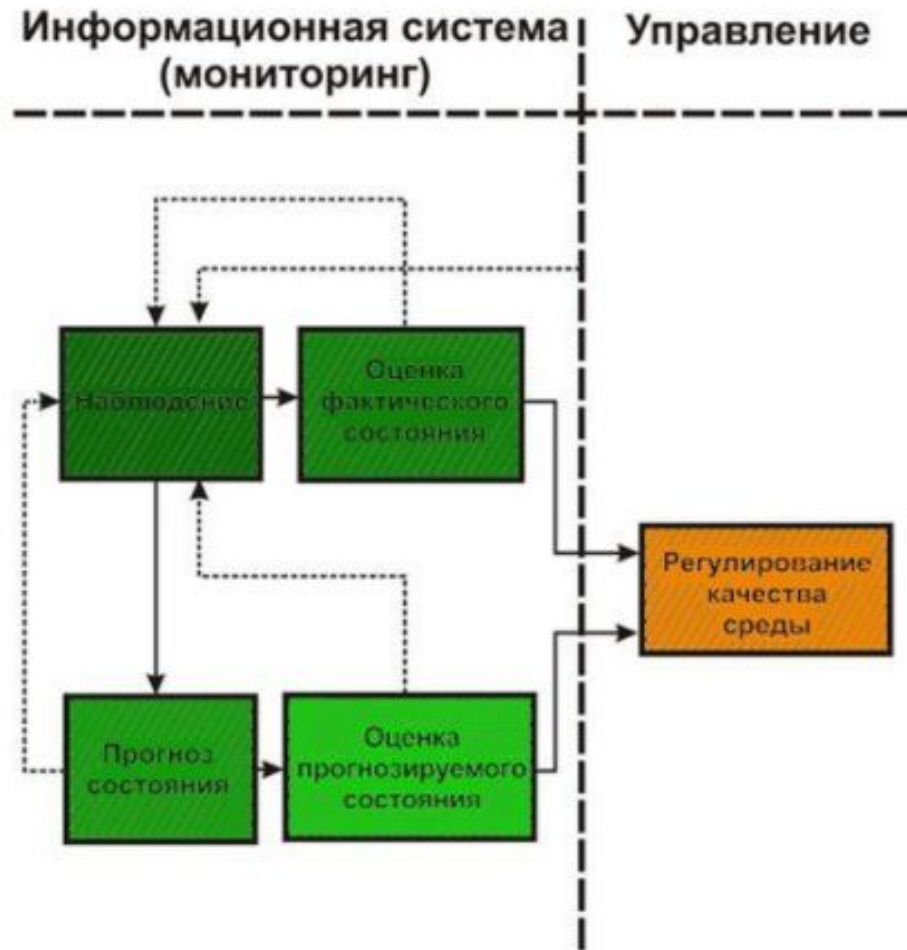 Информационная система
(мониторинг)
Управление
Наблюдение
Оценка
фактического
состояния
Регулирование
качества
среды
Прогноз
состояния
Оценка
прогнозируемого
состояния